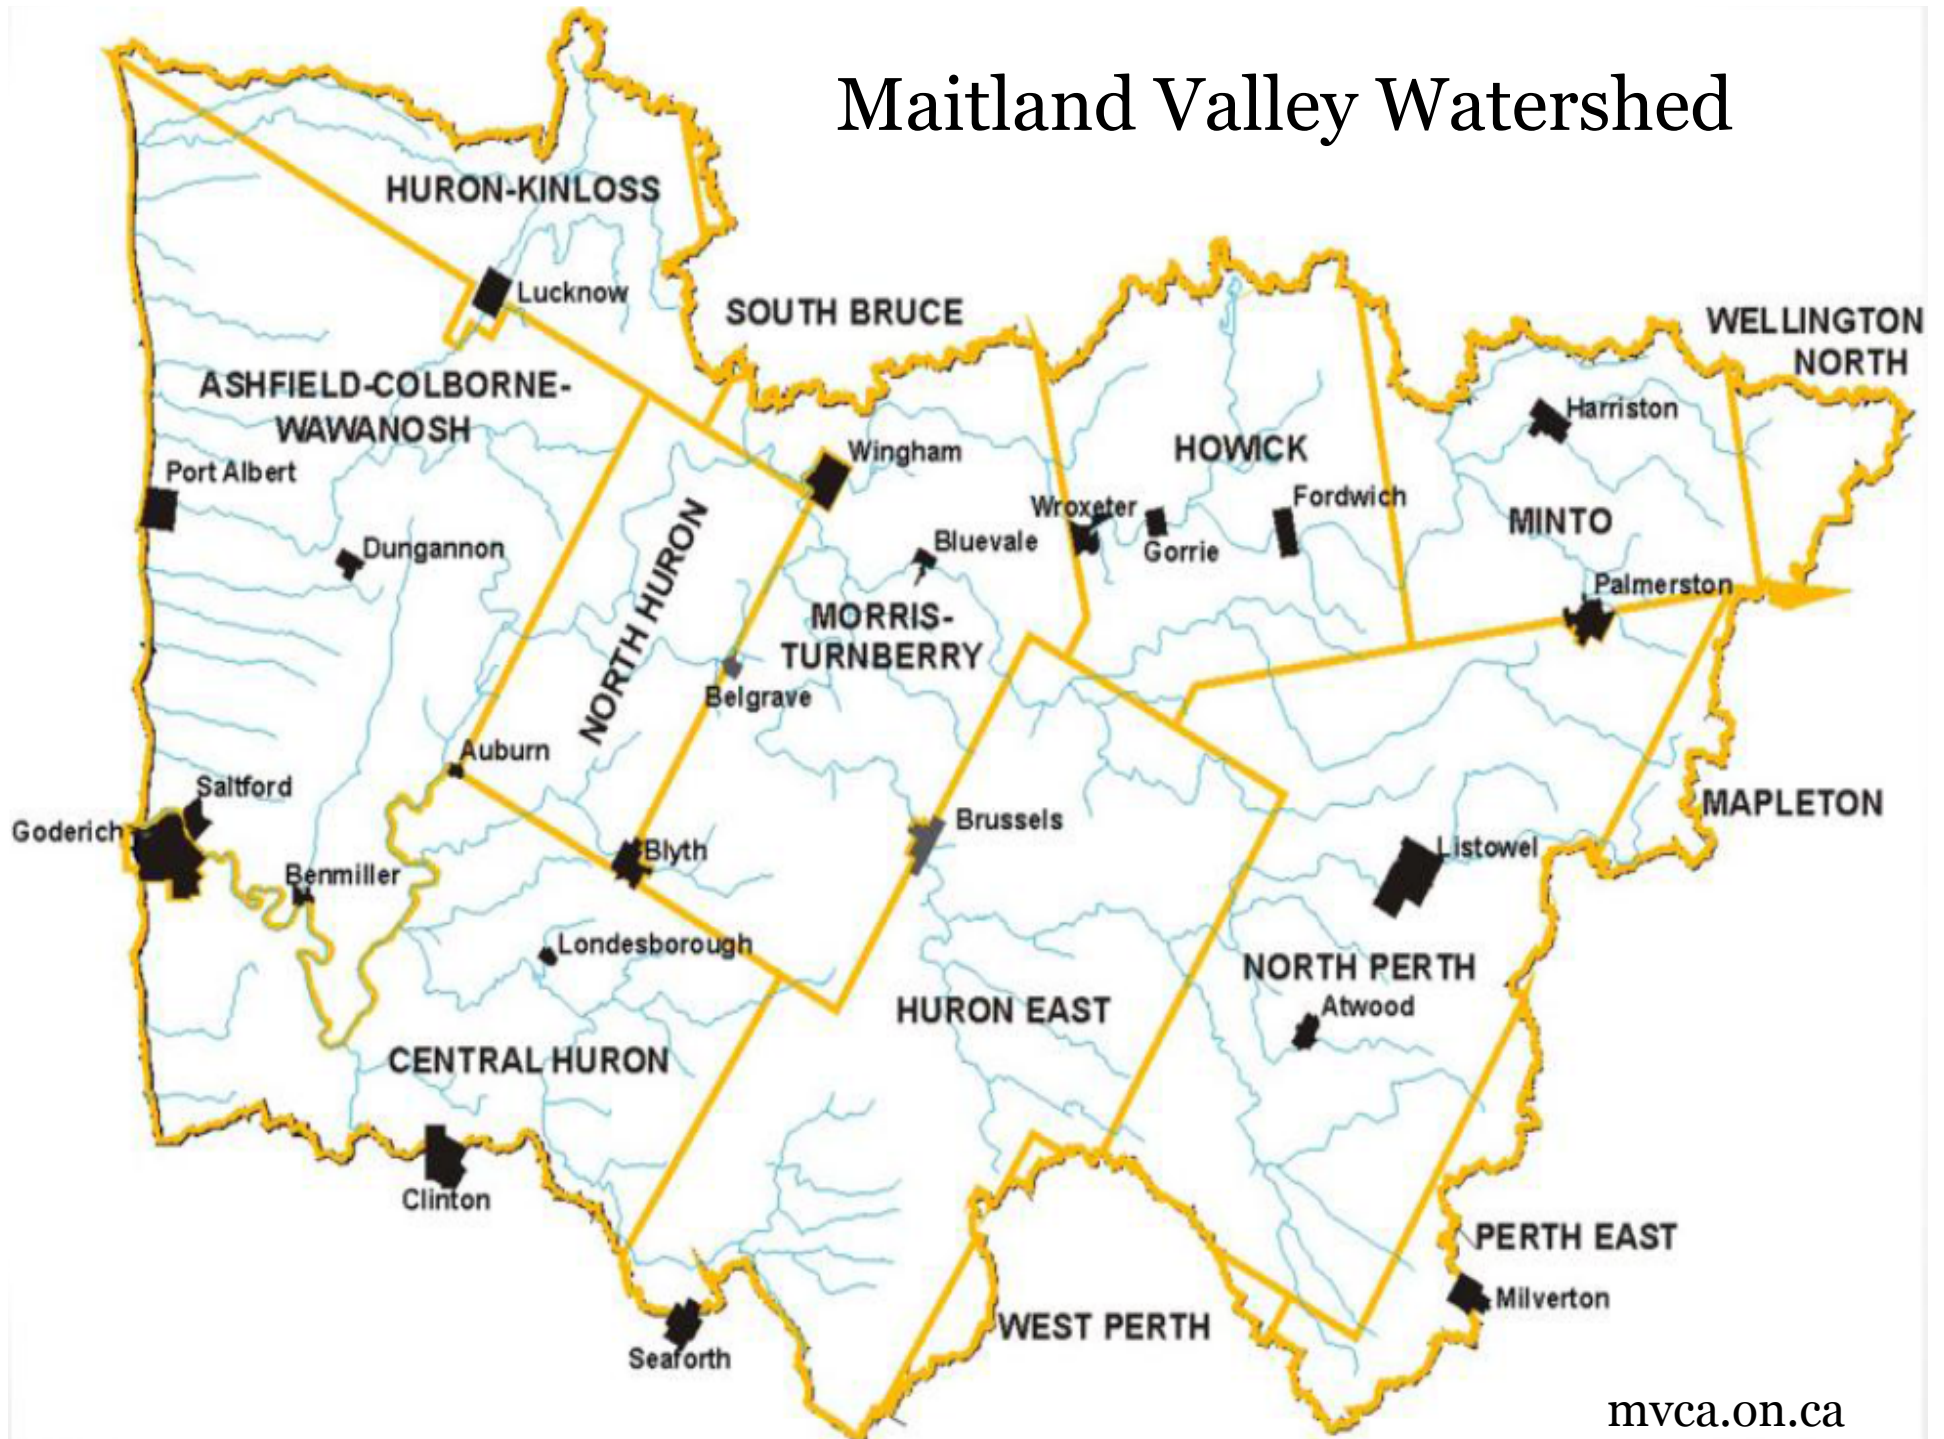 Maitland Valley Watershed
HURON-KINLOSS
Lucknow
SOUTH BRUCE
WELLINGTON
NORTH
ASHFIELD-COLBORNE-
WAWANOSH
Harriston
Port Albert
Wingham
HOWICK
Wroxeter
Fordwich
MINTO
Dungannon
Bluevale
Gorrie
NORTH HURON
MORRIS-
TURNBERRY
Palmerston
Belgrave
Auburn
Saltford
MAPLETON
Goderich
Brussels
Blyth
Listowel
Benmiller
Londesborough
NORTH PERTH
HURON EAST
Atwood
CENTRAL HURON
Clinton
PERTH EAST
Milverton
WEST PERTH
Seaforth
mvca.on.ca